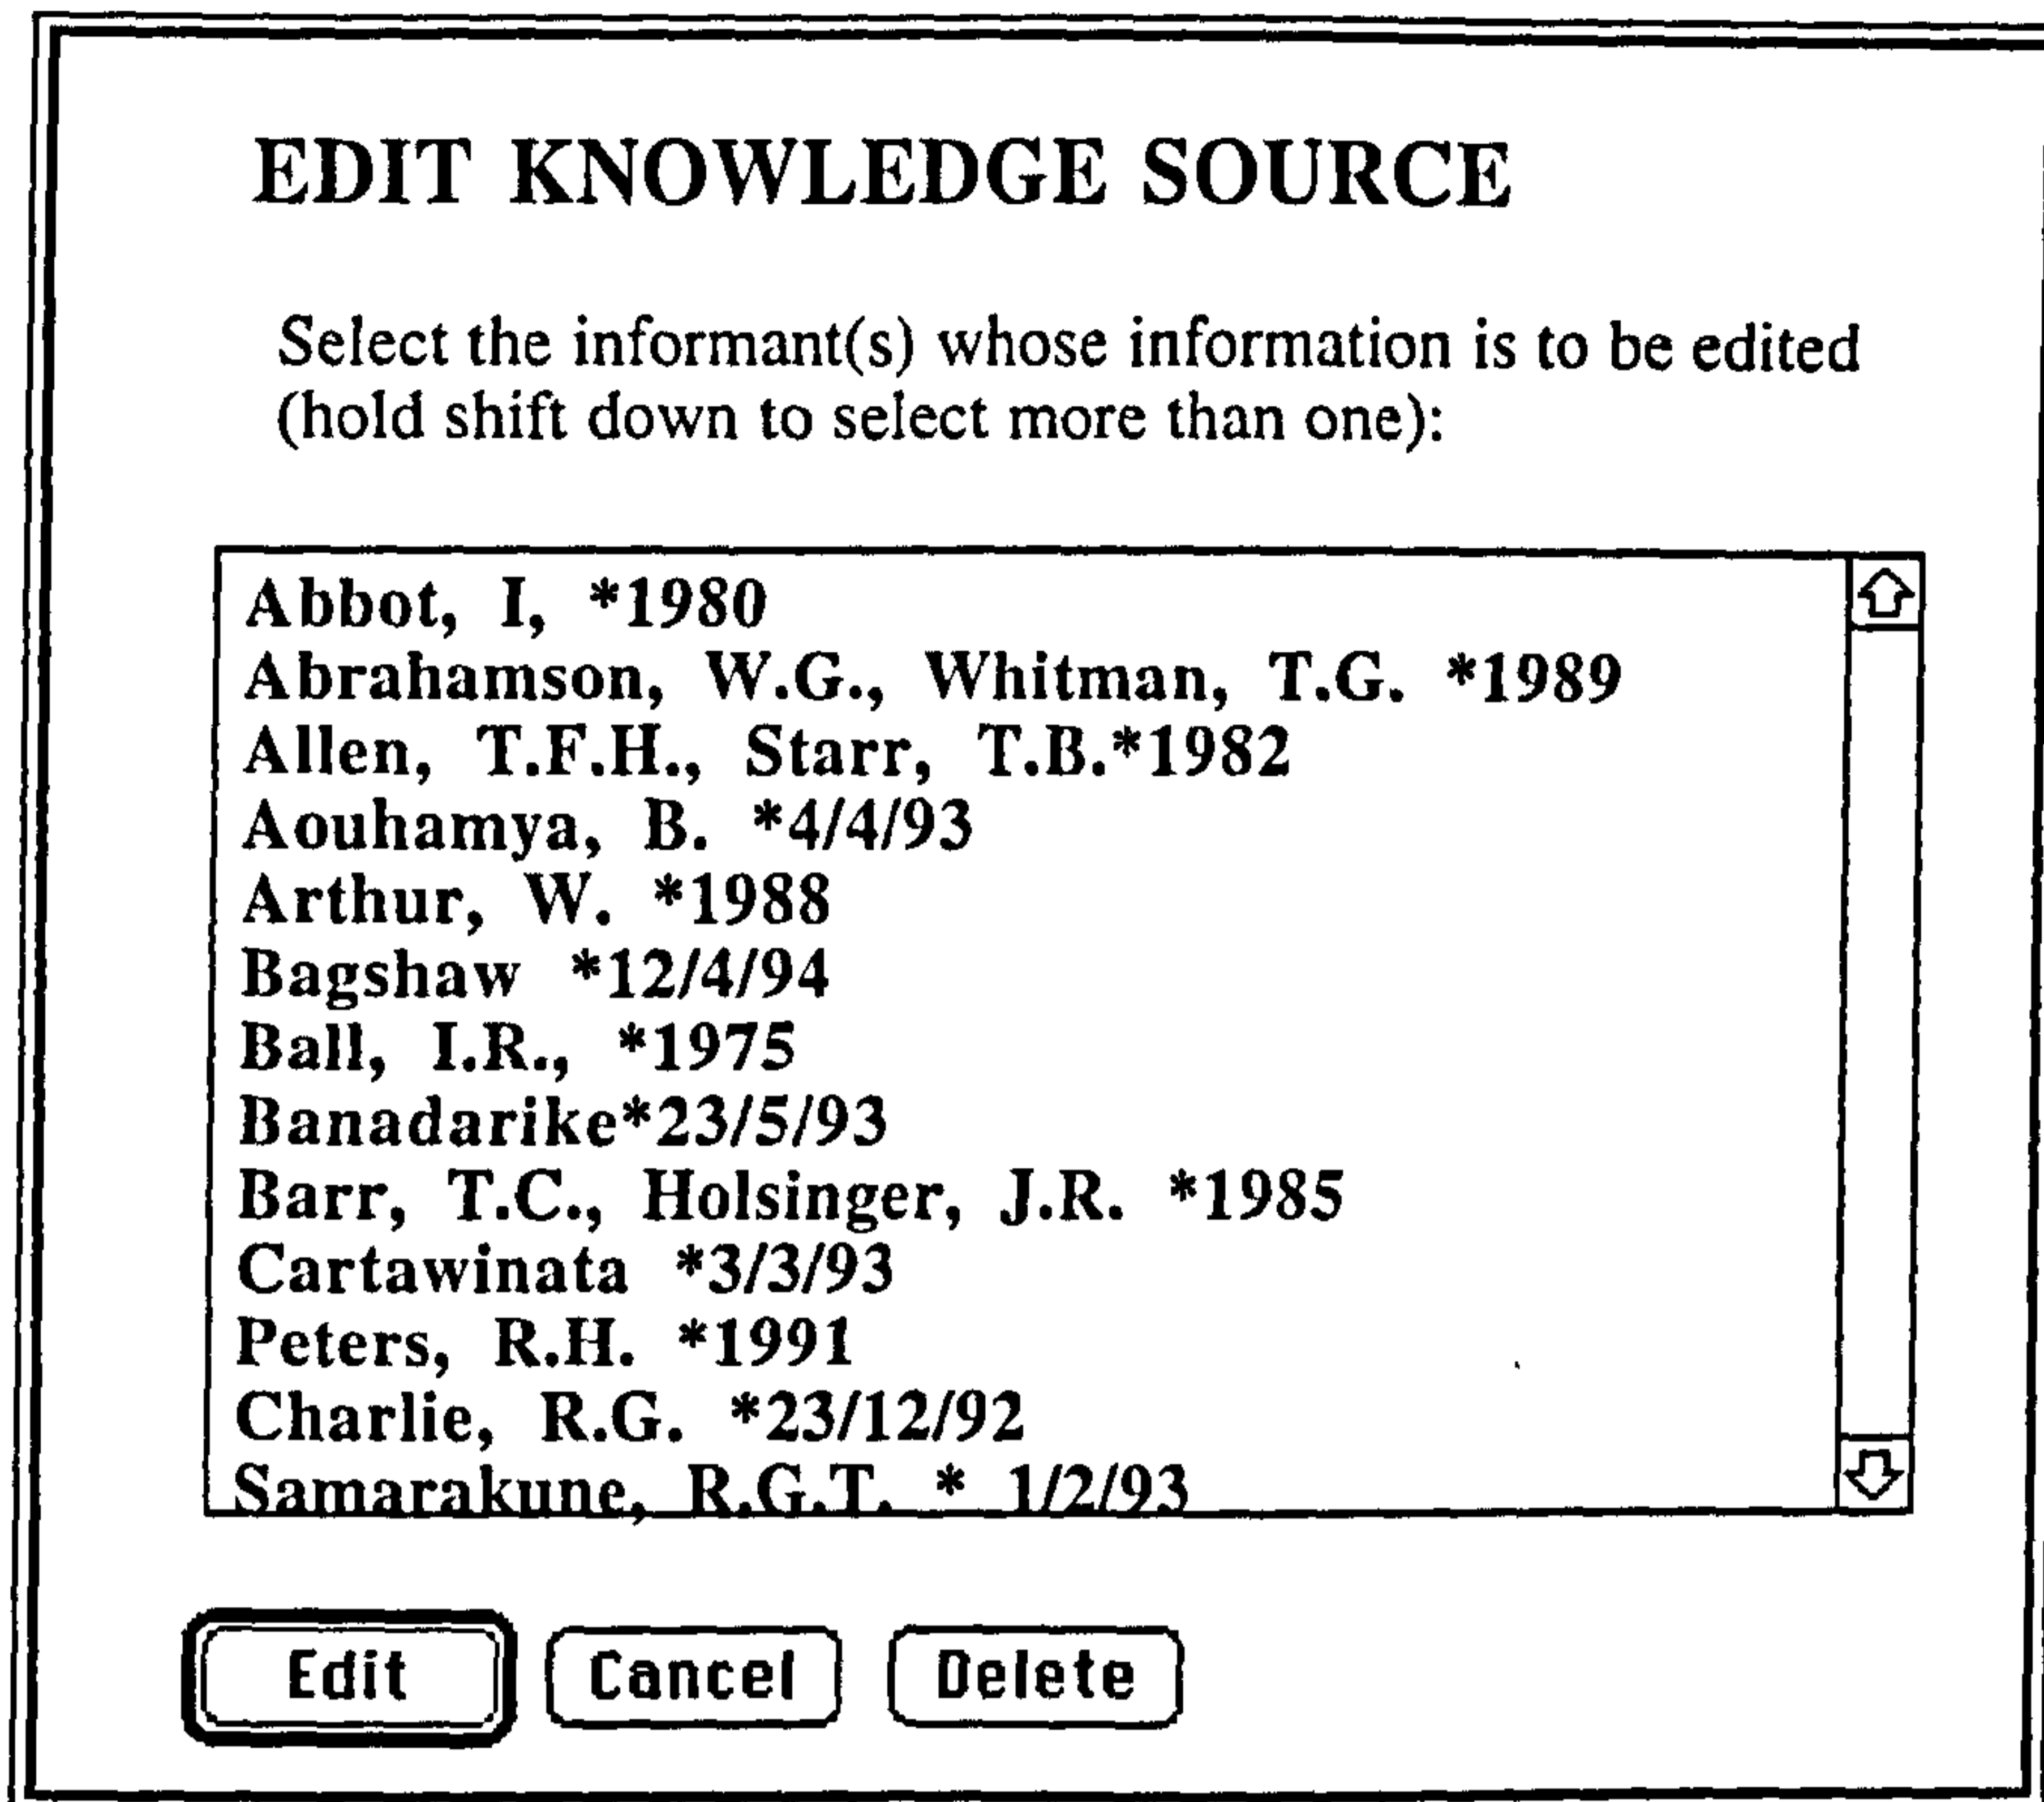 EDIT KNOWLEDGE SOURCE
Select the informant(s) whose information is to be edited
(hold shift down to select more than one):
Abbot, I, *1980
Abrahamson, W.G., Whitman, T.G. *1989
Allen, T.F.H., Starr, T.B.*1982
Aouhamya, B. *4/4/93
Arthur, W. *1988
Bagshaw *12/4/94
Ball, I.R., *1975
Banadarike*23/5/93
Barr, T.C., Holsinger, J.R. *1985
Cartawinata *3/3/93
Peters, R.H. *1991
Charlie, R.G. *23/12/92
Samarakune, R.G.T. * 1/2/93
Edit Cancel Delete